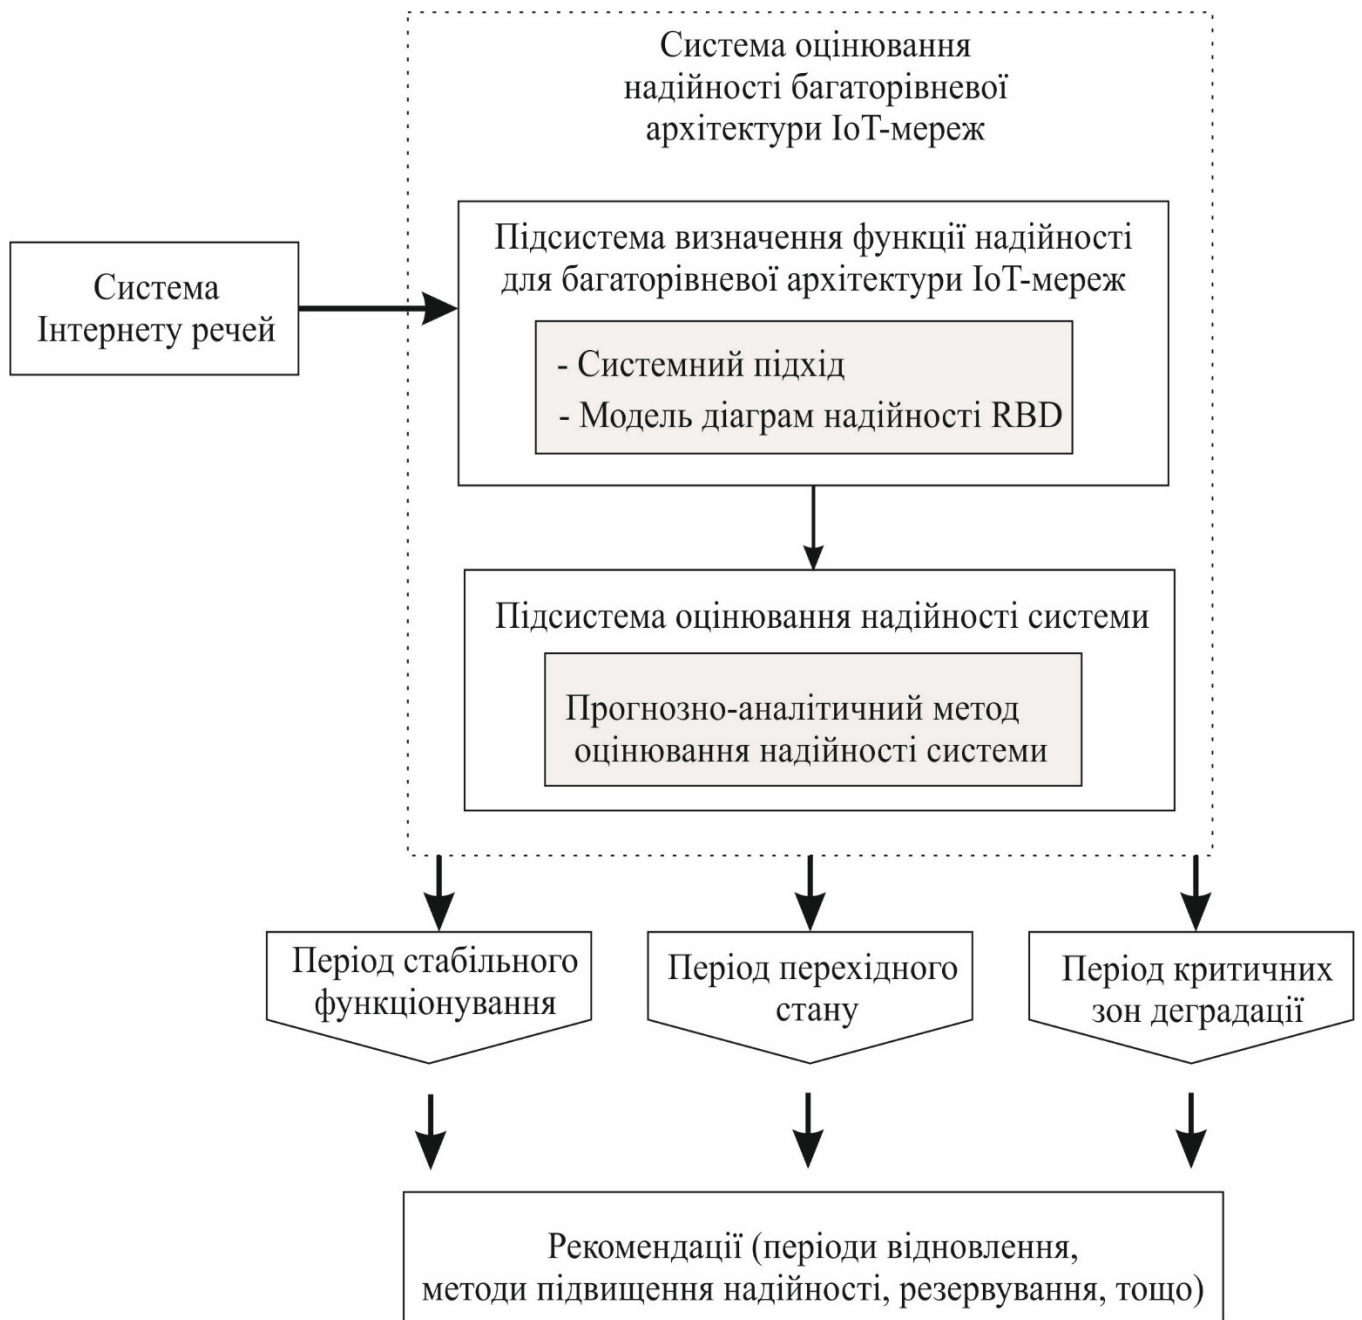 Система оцінювання
надійності багаторівневої
архітектури ІоТ-мереж
Підсистема визначення функції надійності
для багаторівневої архітектури ІоТ-мереж
Система
Інтернету речей
- Системний підхід
- Модель діаграм надійності RBD
Підсистема оцінювання надійності системи
Прогнозно-аналітичний метод
оцінювання надійності системи
Період стабільного
функціонування
Період перехідного
стану
Період критичних
зон деградації
Рекомендації (періоди відновлення,
методи підвищення надійності, резервування, тощо)